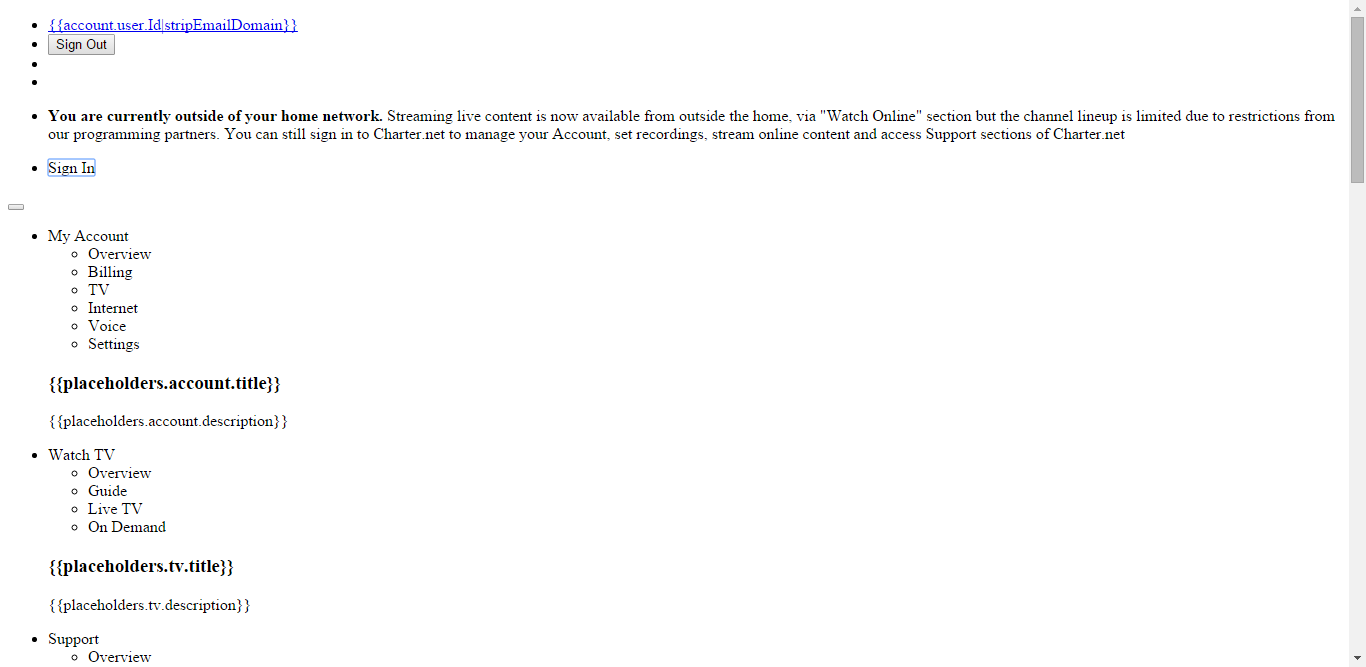 {{account.user.Id|stripEmailDomain}}
Sign Out
You are currently outside of your home network. Streaming live content is now available from outside the home, via "Watch Online" section but the channel lineup is limited due to restrictions from
our programming partners. You can still sign in to Charter.net to manage your Account, set recordings, stream online content and access Support sections of Charter.net
Sign In
My Account
Overview
Billing
TV
Internet
Voice
Settings
{{placeholders.account.title}}
{{placeholders.account.description}}
Watch TV
Overview
Guide
Live TV
On Demand
{{placeholders.tv.title}}
{{placeholders.tv.description}}
Support
Overview